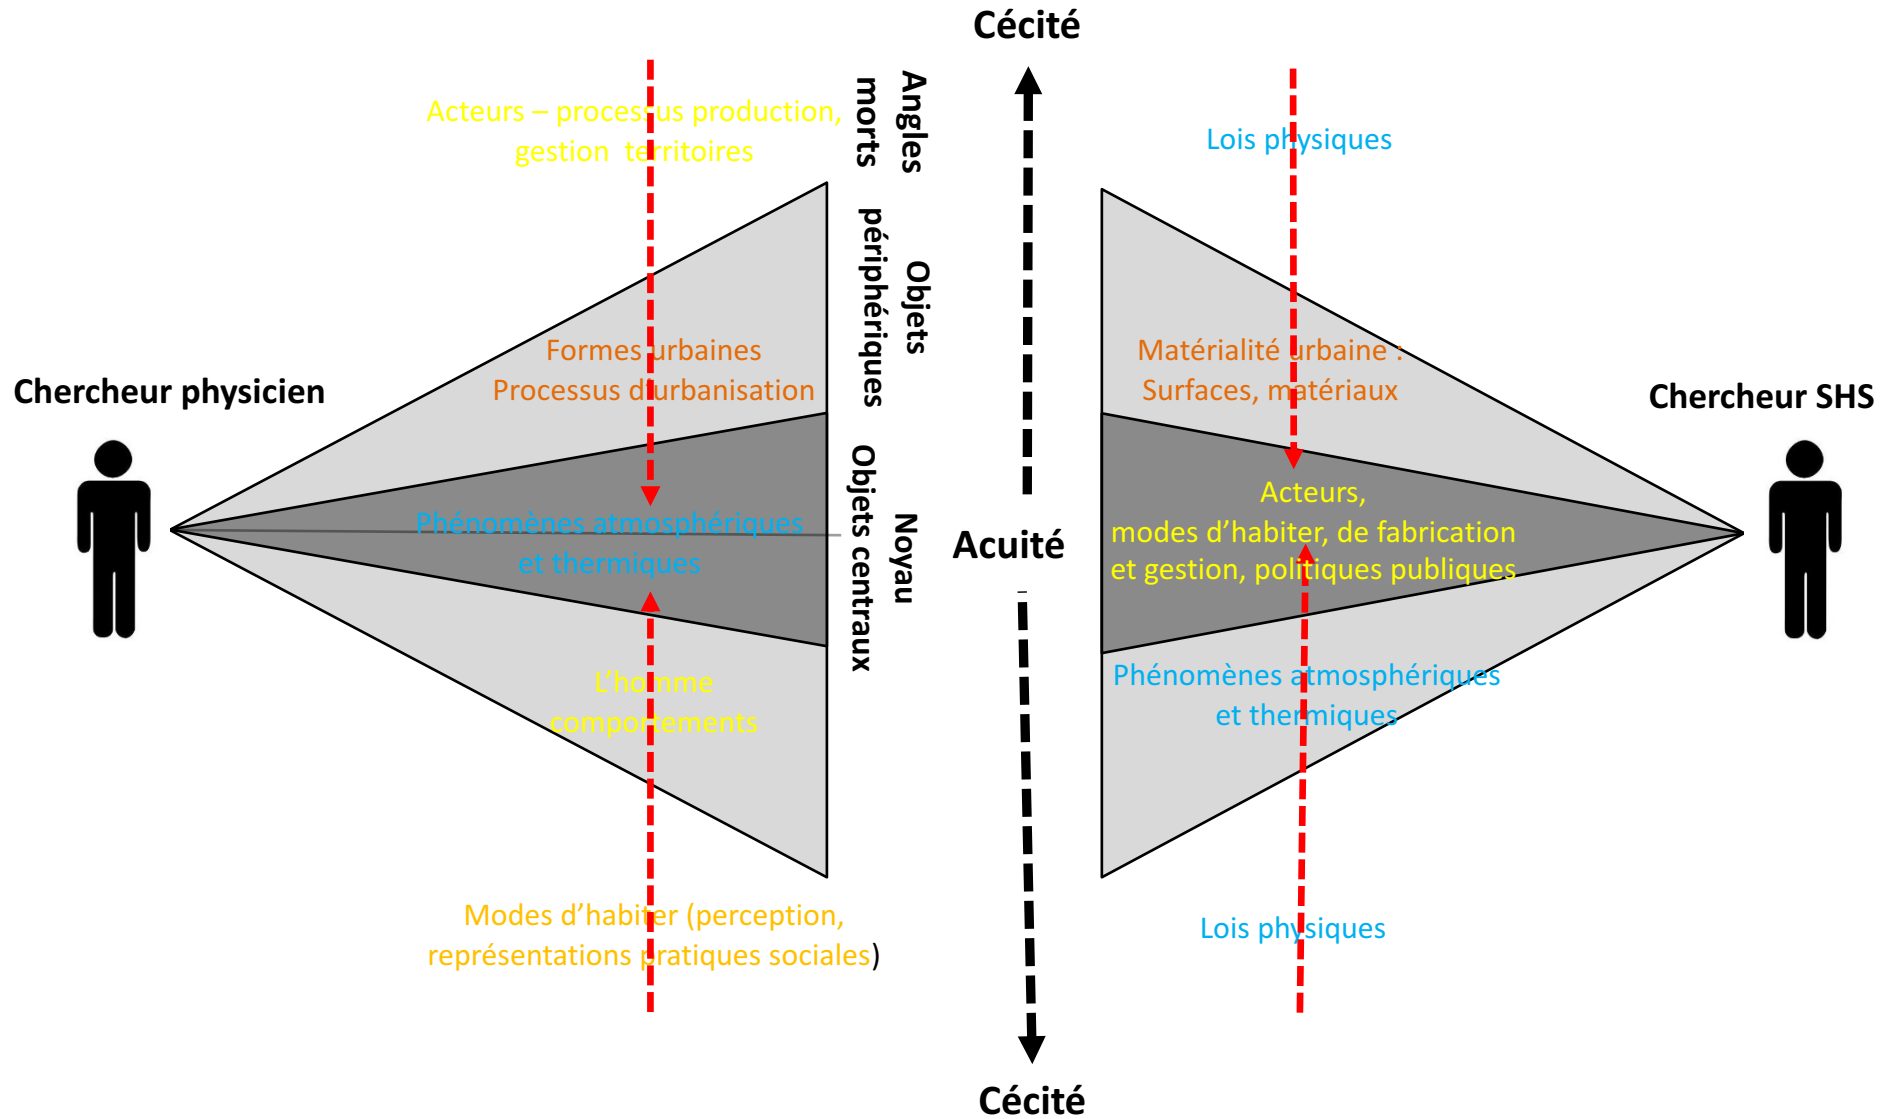 Cécité
Acteurs – processus production,
gestion territoires
Angles
morts
Lois physiques
Objets
périphériques
Formes urbaines
Processus d'urbanisation
Matérialité urbaine :
Surfaces, matériaux
Chercheur physicien
Chercheur SHS
Noyau
Objets centraux
Phénomènes atmosphériques
et thermiques
Acuité
Acteurs,
modes d’habiter, de fabrication
et gestion, politiques publiques
L’homme
comportements
Phénomènes atmosphériques
et thermiques
Modes d’habiter (perception,
représentations pratiques sociales)
Lois physiques
Cécité